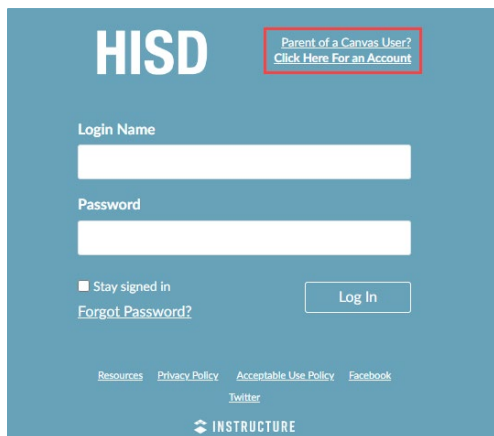 HISD
Parent of a Canvas User?
Click Here For an Account
Login Name
Password
Stay signed in
Log In
Forgot Password?
Resources Privacy Policy Acceptable Use Policy Facebook
Twitter
INSTRUCTURE